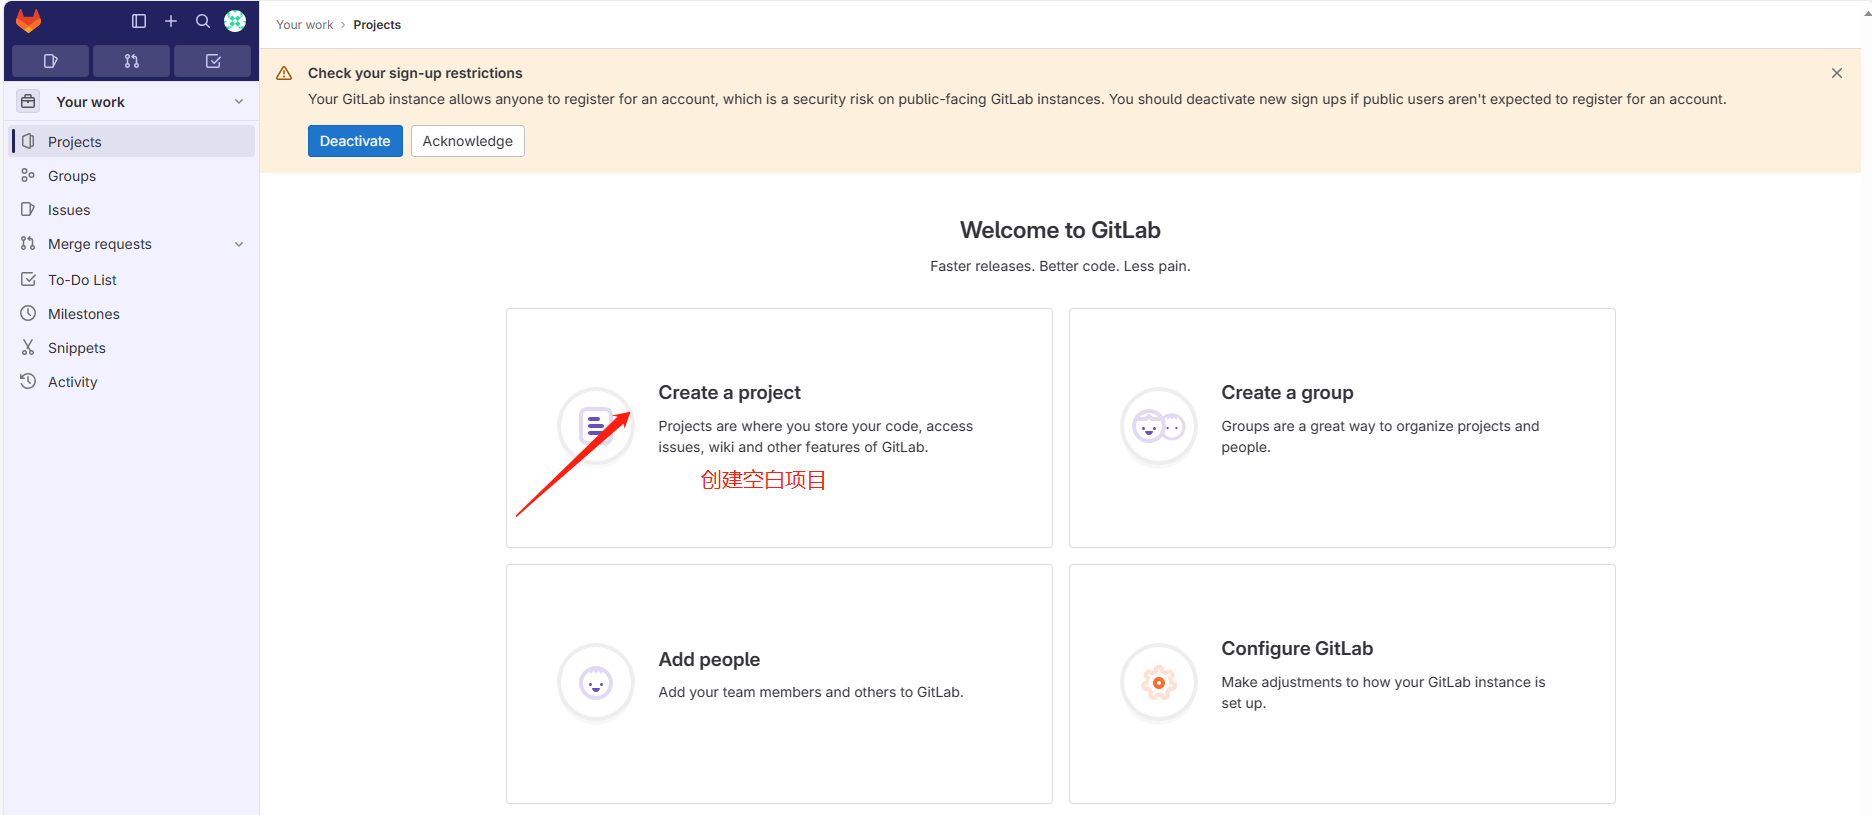 Your work › Projects
Your work
Projects
Groups
Issues
Merge requests
To-Do List
Milestones
Snippets
Activity
Check your sign-up restrictions
Your GitLab instance allows anyone to register for an account, which is a security risk on public-facing GitLab instances. You should deactivate new sign ups if public users aren't expected to register for an account.
Deactivate Acknowledge
Welcome to GitLab
Faster releases. Better code. Less pain.
Create a project
Projects are where you store your code, access
issues, wiki and other features of GitLab.
创建空白项目
Create a group
Groups are a great way to organize projects and
people.
Add people
Add your team members and others to GitLab.
Configure GitLab
Make adjustments to how your GitLab instance is
set up.